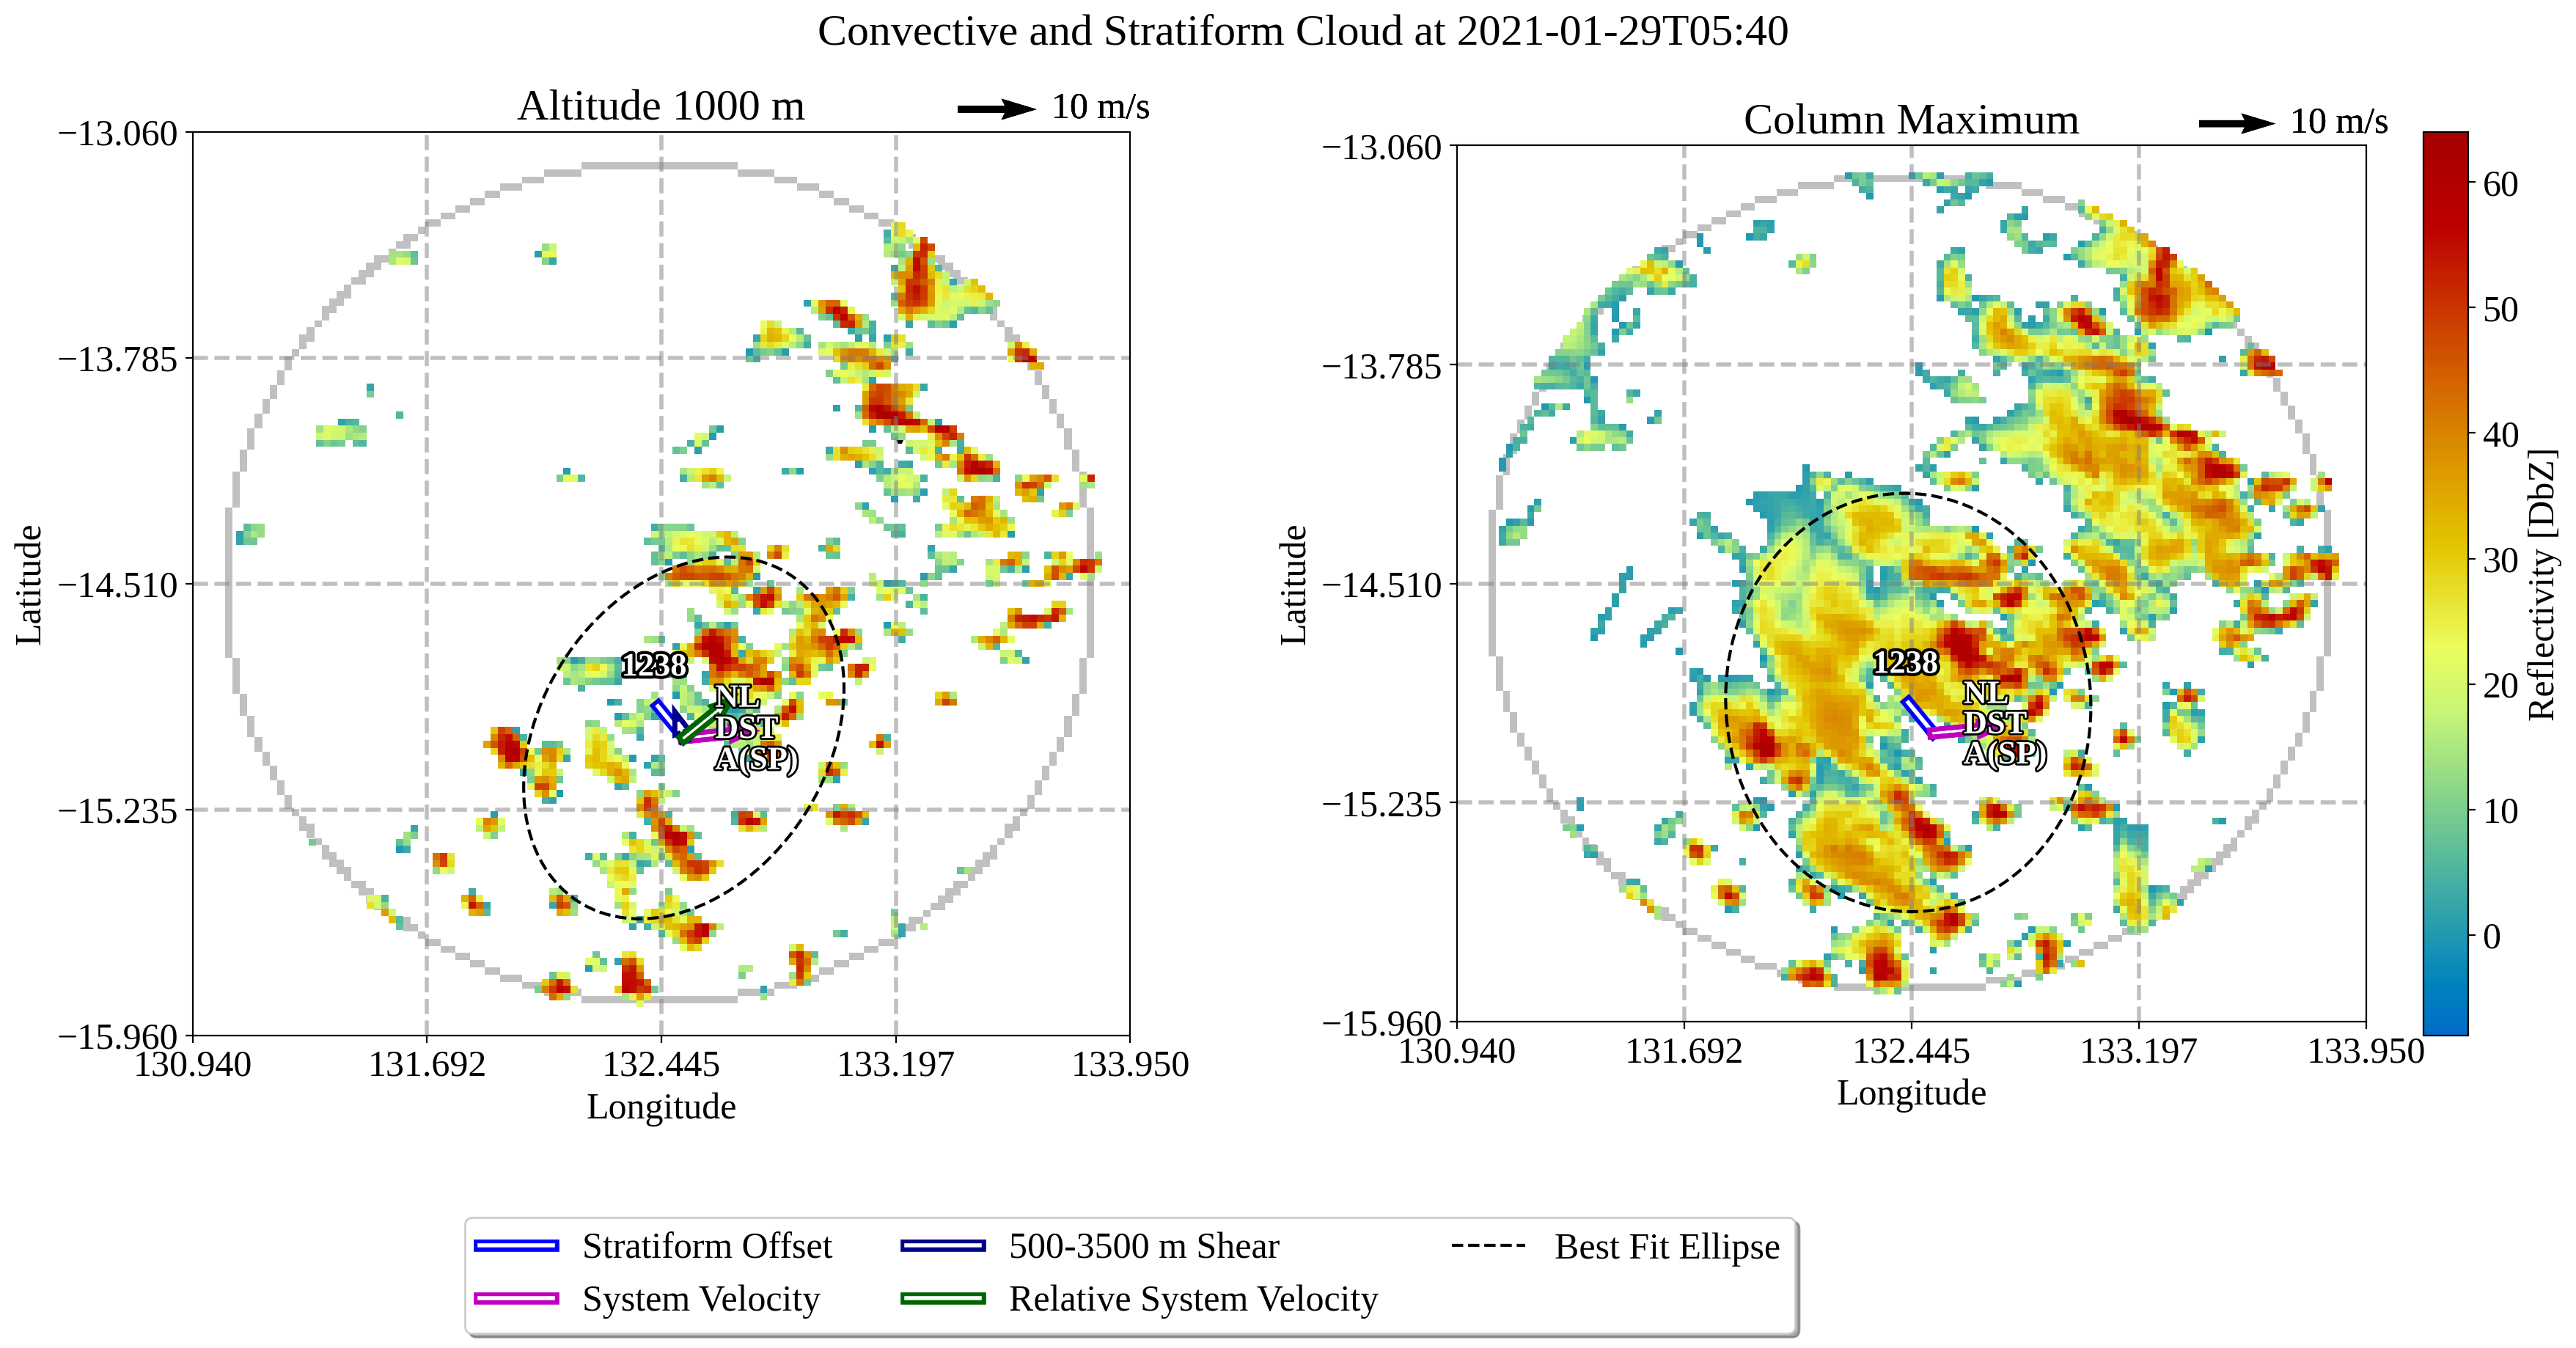 Convective and Stratiform Cloud at 2021-01-29T05:40
Altitude 1000 m
10 m/s
−13.060
−13.785
−14.510
−15.235
−15.960
130.940
131.692
132.445
133.197
133.950
Latitude
Longitude
1238
NL
DST
A(SP)
Column Maximum
10 m/s
−13.060
−13.785
−14.510
−15.235
−15.960
130.940
131.692
132.445
133.197
133.950
Latitude
Longitude
1238
NL
DST
A(SP)
60
50
40
30
20
10
0
Reflectivity [DbZ]
Stratiform Offset
System Velocity
500-3500 m Shear
Relative System Velocity
Best Fit Ellipse